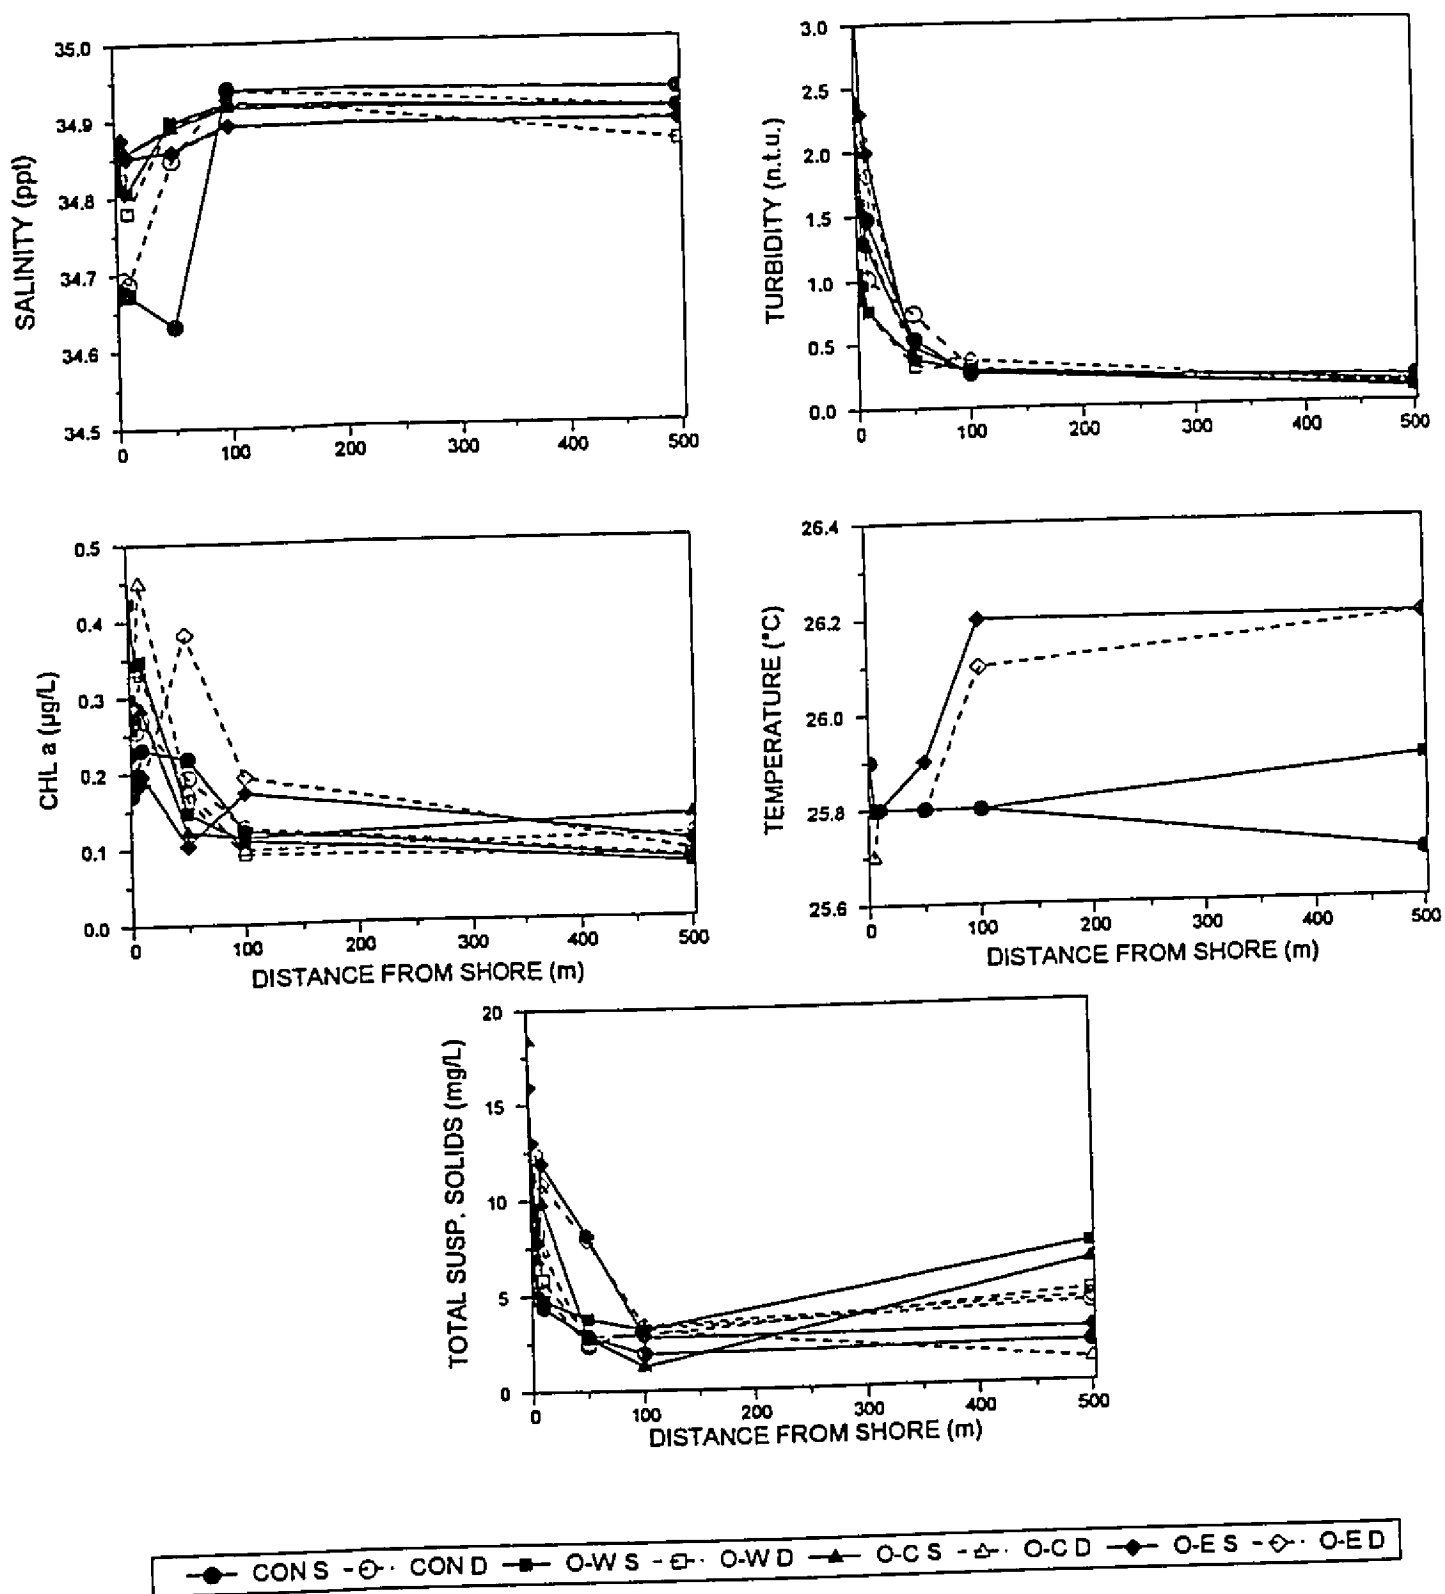 35.0
34.9
34.8
34.7
34.6
34.5
SALINITY (ppt)
0 100 200 300 400 500
3.0
2.5
2.0
1.5
1.0
0.5
0.0
TURBIDITY (n.t.u.)
0 100 200 300 400 500
0.5
0.4
0.3
0.2
0.1
0.0
CHL a (µg/L)
0 100 200 300 400 500
DISTANCE FROM SHORE (m)
26.4
26.2
26.0
25.8
25.6
TEMPERATURE (°C)
0 100 200 300 400 500
DISTANCE FROM SHORE (m)
20
15
10
5
0
TOTAL SUSP. SOLIDS (mg/L)
0 100 200 300 400 500
DISTANCE FROM SHORE (m)
CON S CON D O-W S O-W D O-C S O-C D O-E S O-E D